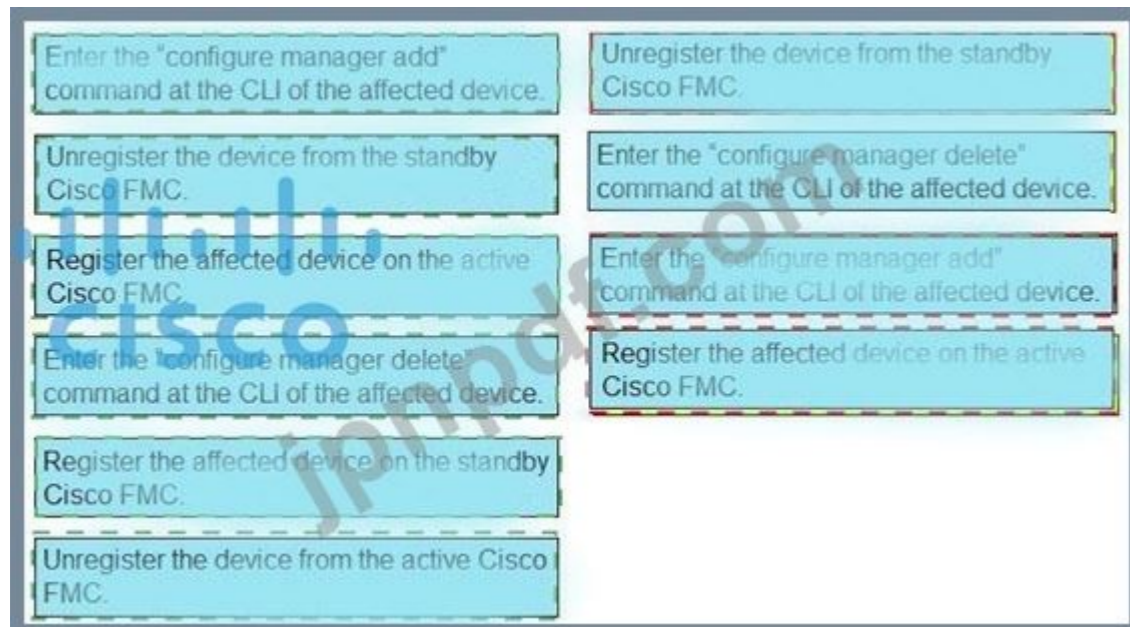 Enter the "configure manager add"
command at the CLI of the affected device.
Unregister the device from the standby
Cisco FMC.
Register the affected device on the active
Cisco FMC.
Enter the "configure manager delete"
command at the CLI of the affected device.
Register the affected device on the standby
Cisco FMC.
Unregister the device from the active Cisco
FMC.
Unregister the device from the standby
Cisco FMC.
Enter the "configure manager delete"
command at the CLI of the affected device.
Enter the "configure manager add"
command at the CLI of the affected device.
Register the affected device on the active
Cisco FMC.
CISCO
jpnpdf.com